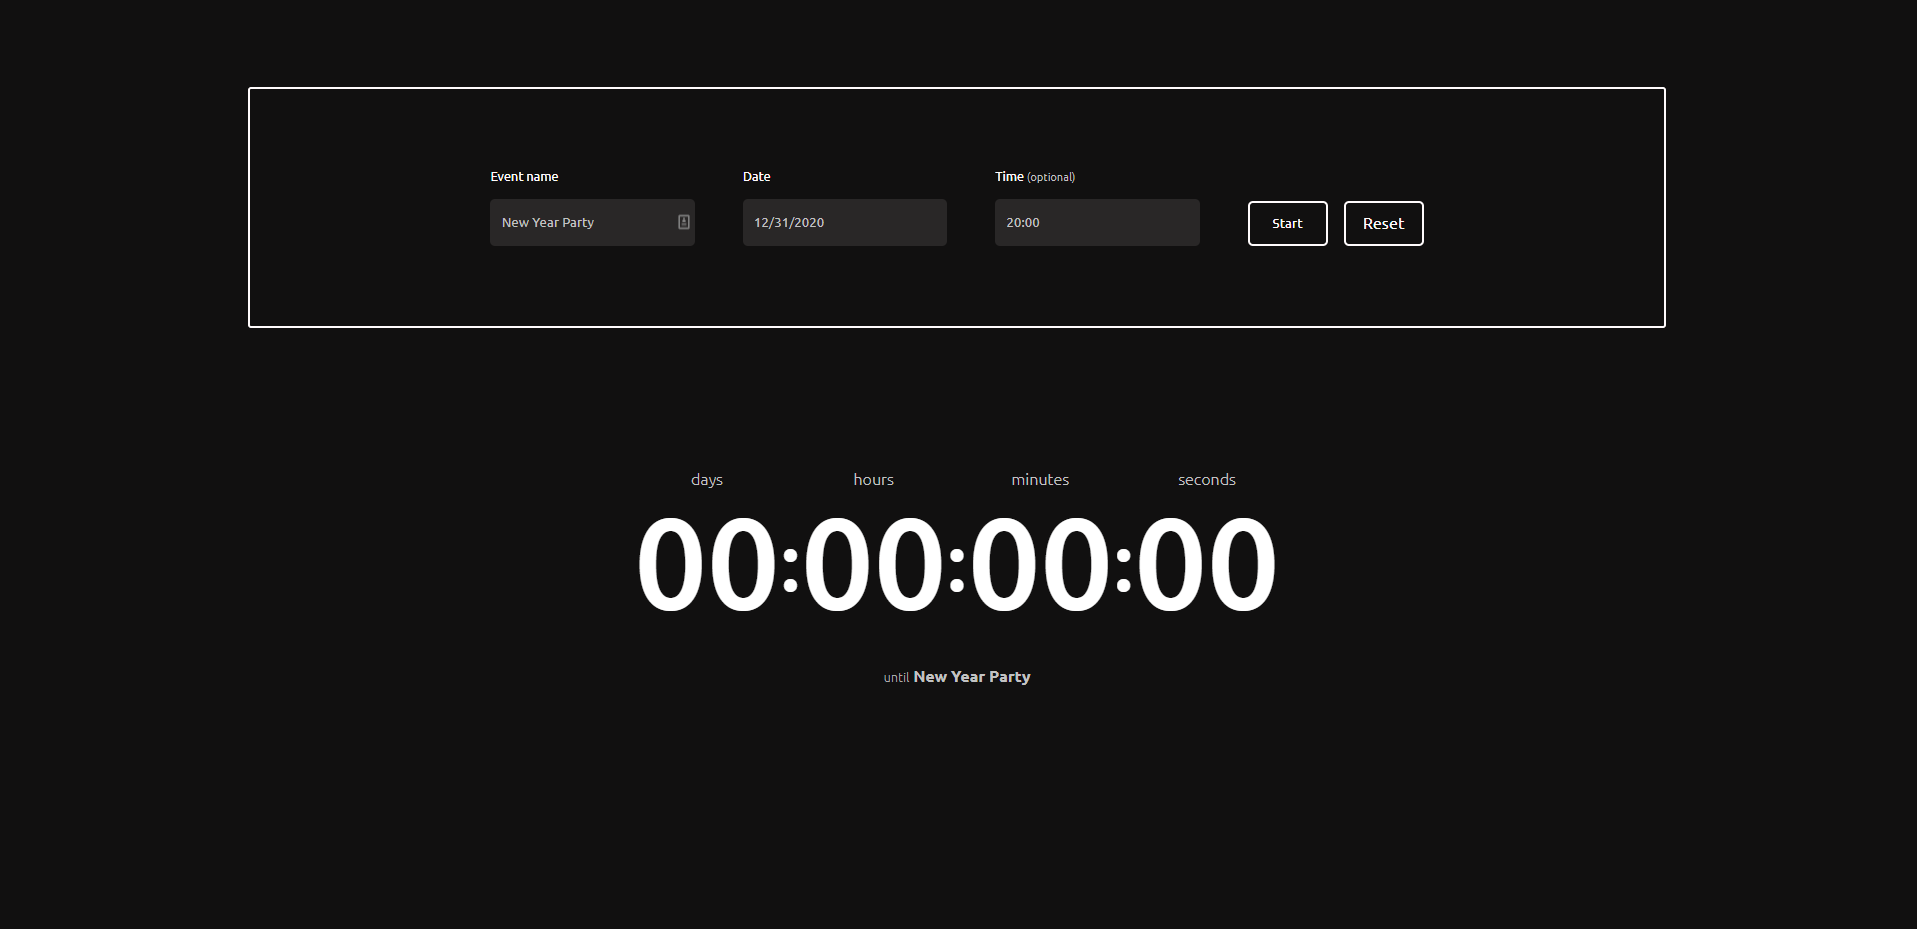 Event name
Date
Time (optional)
New Year Party
12/31/2020
20:00
Start
Reset
days
hours
minutes
seconds
00:00:00:00
until New Year Party